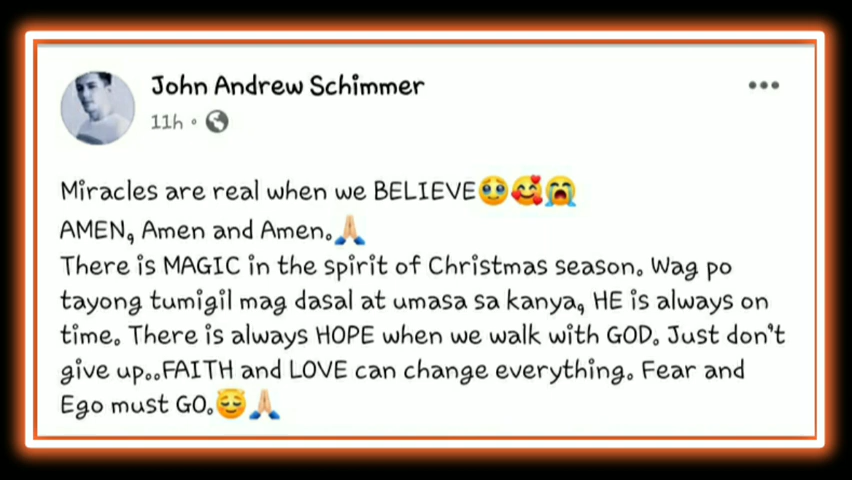 John Andrew Schimmer
11h
Miracles are real when we BELIEVE🥹🥰😭
AMEN, Amen and Amen.🙏🏼
There is MAGIC in the spirit of Christmas season. Wag po
tayong tumigil mag dasal at umasa sa kanya, HE is always on
time. There is always HOPE when we walk with GOD. Just don't
give up..FAITH and LOVE can change everything. Fear and
Ego must GO.😇🙏🏼